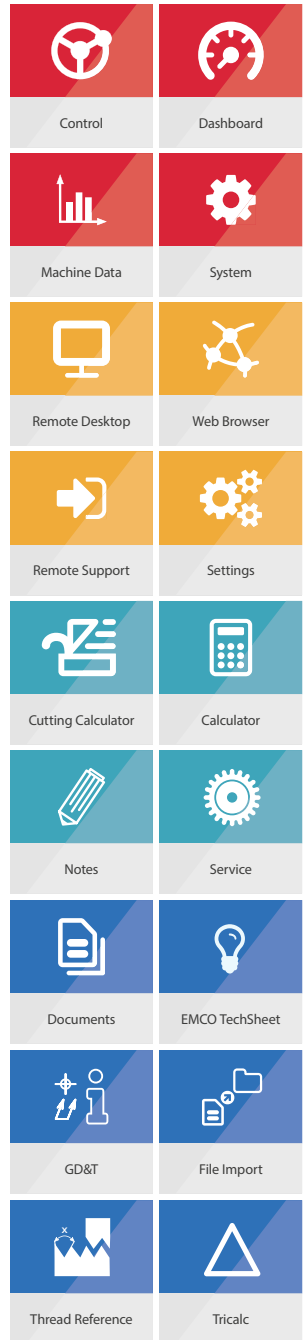 Control
Dashboard
Machine Data
System
Remote Desktop
Web Browser
Remote Support
Settings
Cutting Calculator
Calculator
Notes
Service
Documents
EMCO TechSheet
GD&T
File Import
x
Thread Reference
Tricalc